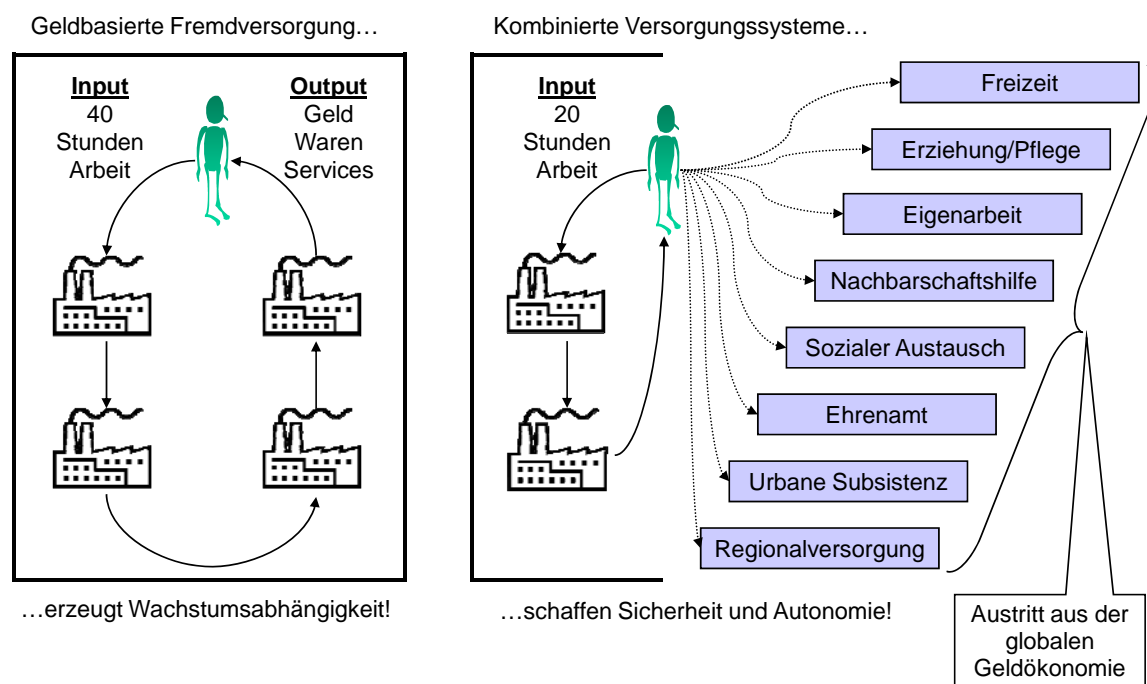 Geldbasierte Fremdversorgung…
Input
40
Stunden
Arbeit
Output
Geld
Waren
Services
…erzeugt Wachstumsabhängigkeit!
Kombinierte Versorgungssysteme…
Input
20
Stunden
Arbeit
Freizeit
Erziehung/Pflege
Eigenarbeit
Nachbarschaftshilfe
Sozialer Austausch
Ehrenamt
Urbane Subsistenz
Regionalversorgung
…schaffen Sicherheit und Autonomie!
Austritt aus der
globalen
Geldökonomie